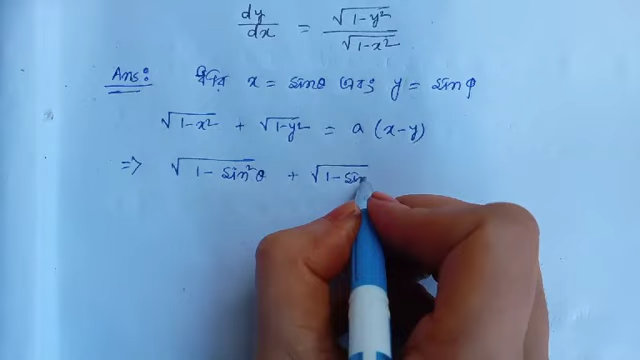 dy/dx = √(1-y²)/√(1-x²)
Ans: ধরি x = sinθ এবং y = sinφ
√(1-x²) + √(1-y²) = a (x-y)
=> √(1 - sin²θ) + √(1 - sin